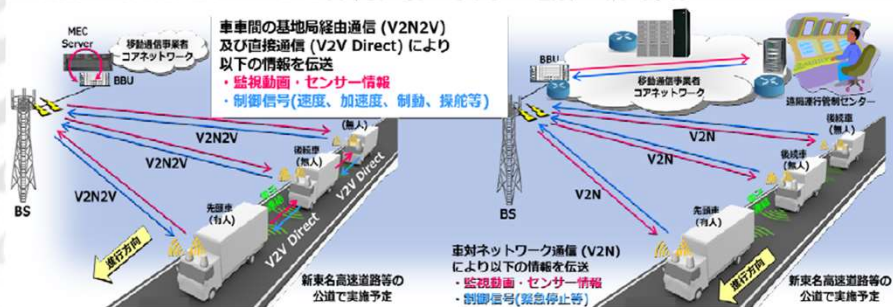 MEC
Server
移動通信事業者
コアネットワーク
BBU
車車間の基地局経由通信 (V2N2V)
及び直接通信 (V2V Direct) により
以下の情報を伝送
・監視動画・センサー情報
・制御信号(速度、加速度、制動、操舵等)
V2N2V
V2N2V
V2N2V
(無人)
後続車
(無人)
先頭車
(有人)
V2V Direct
V2V Direct
BS
進行方向
新東名高速道路等の
公道で実施予定
BBU
移動通信事業者
コアネットワーク
遠隔運行管制センター
V2N
V2N
V2N
後続車
(無人)
後続車
(無人)
先頭車
(有人)
BS
車対ネットワーク通信 (V2N)
により以下の情報を伝送
・監視動画・センサー情報
・制御信号(緊急停止等)
進行方向
新東名高速道路等の
公道で実施予定